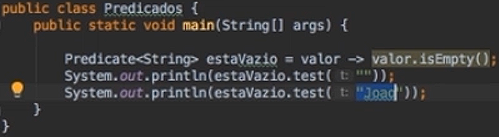 public class Predicados {
public static void main(String[] args) {
Predicate<String> estaVazio = valor -> valor.isEmpty();
System.out.println(estaVazio.test( t: ""));
System.out.println(estaVazio.test( t: "Joao"));
}
}